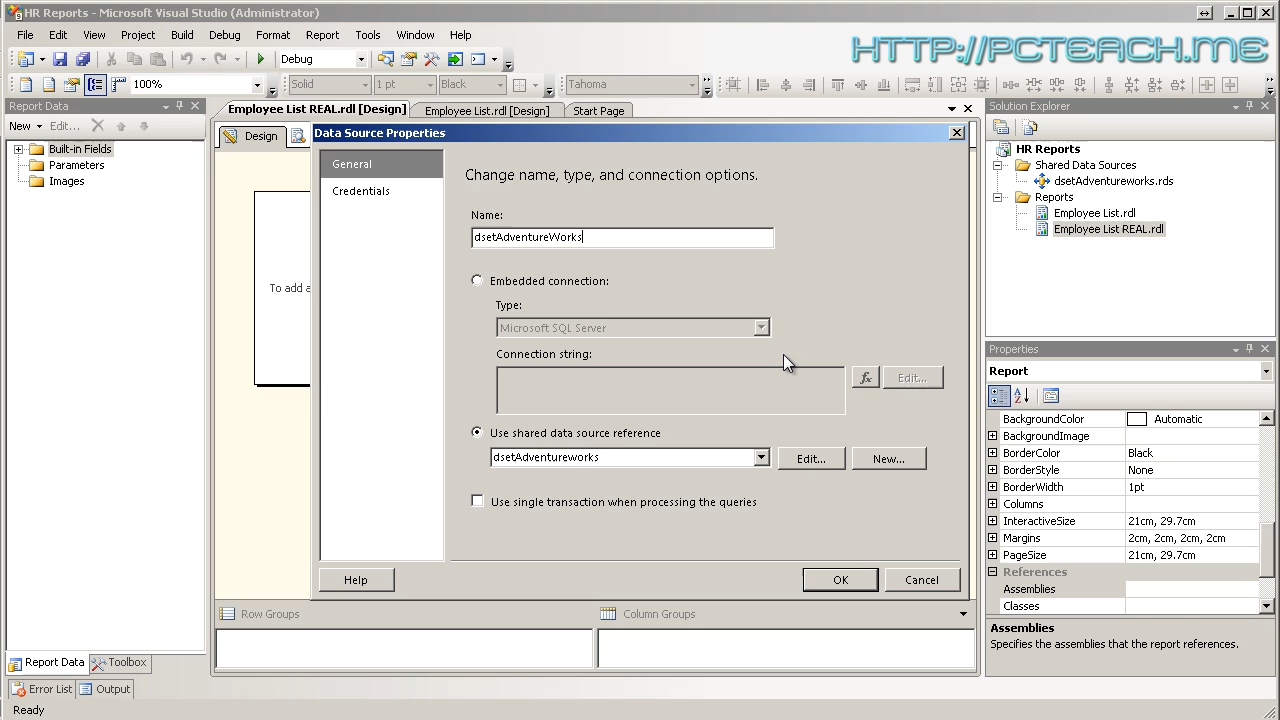 HR Reports - Microsoft Visual Studio (Administrator)
File Edit View Project Build Debug Format Report Tools Window Help
HTTP://PCTEACH.ME
Debug
100% Solid 1 pt Black Tahoma
Report Data
New Edit...
Built-in Fields
Parameters
Images
Employee List REAL.rdl [Design] Employee List.rdl [Design] Start Page
Design
To add a
Data Source Properties
General
Credentials
Change name, type, and connection options.
Name:
dsetAdventureWorks
Embedded connection:
Type:
Microsoft SQL Server
Connection string:
fx Edit...
Use shared data source reference
dsetAdventureworks Edit... New...
Use single transaction when processing the queries
Help OK Cancel
Row Groups Column Groups
Solution Explorer
HR Reports
Shared Data Sources
dsetAdventureworks.rds
Reports
Employee List.rdl
Employee List REAL.rdl
Properties
Report
BackgroundColor Automatic
BackgroundImage
BorderColor Black
BorderStyle None
BorderWidth 1pt
Columns
InteractiveSize 21cm, 29.7cm
Margins 2cm, 2cm, 2cm, 2cm
PageSize 21cm, 29.7cm
References
Assemblies
Classes
Assemblies
Specifies the assemblies that the report references.
Report Data Toolbox
Error List Output
Ready